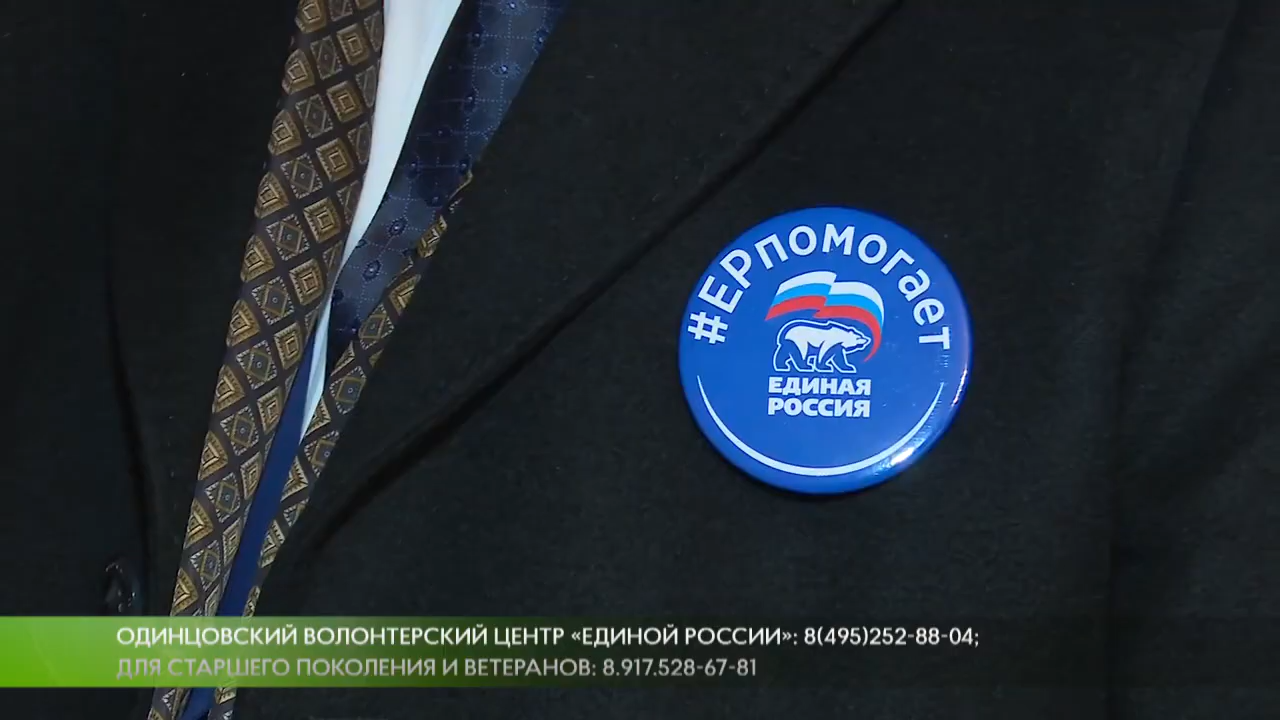 #ЕРпомогает
ЕДИНАЯ
РОССИЯ
ОДИНЦОВСКИЙ ВОЛОНТЕРСКИЙ ЦЕНТР «ЕДИНОЙ РОССИИ»: 8(495)252-88-04;
ДЛЯ СТАРШЕГО ПОКОЛЕНИЯ И ВЕТЕРАНОВ: 8.917.528-67-81